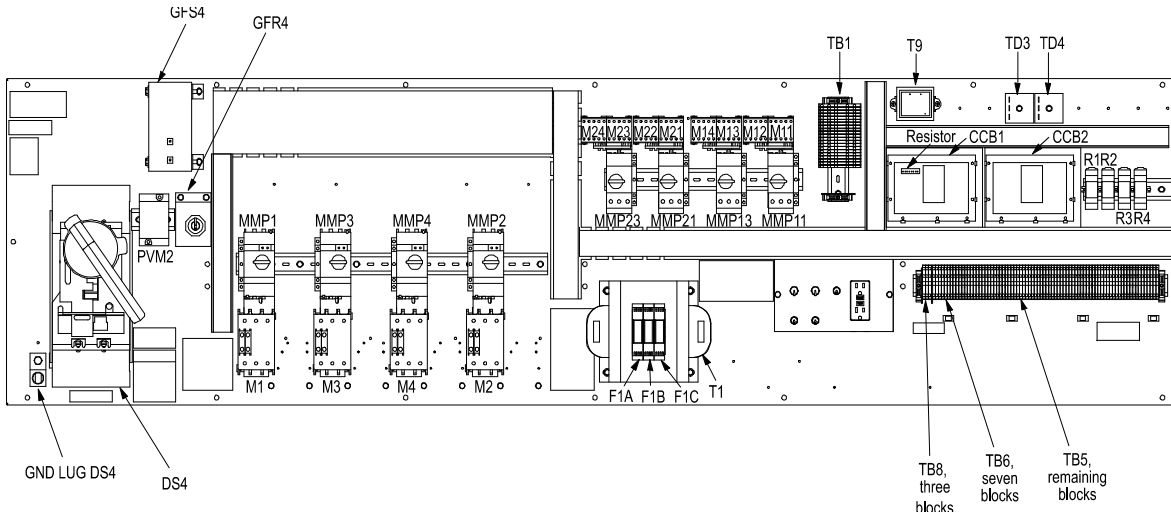 GFS4
GFR4
TB1
T9
TD3
TD4
M24 M23 M22 M21 M14 M13 M12 M11
Resistor
CCB1
CCB2
R1R2
R3R4
MMP1
MMP3
MMP4
MMP2
MMP23
MMP21
MMP13
MMP11
PVM2
M1
M3
M4
M2
F1A
F1B
F1C
T1
GND LUG DS4
DS4
TB8,
three
blocks
TB6,
seven
blocks
TB5,
remaining
blocks